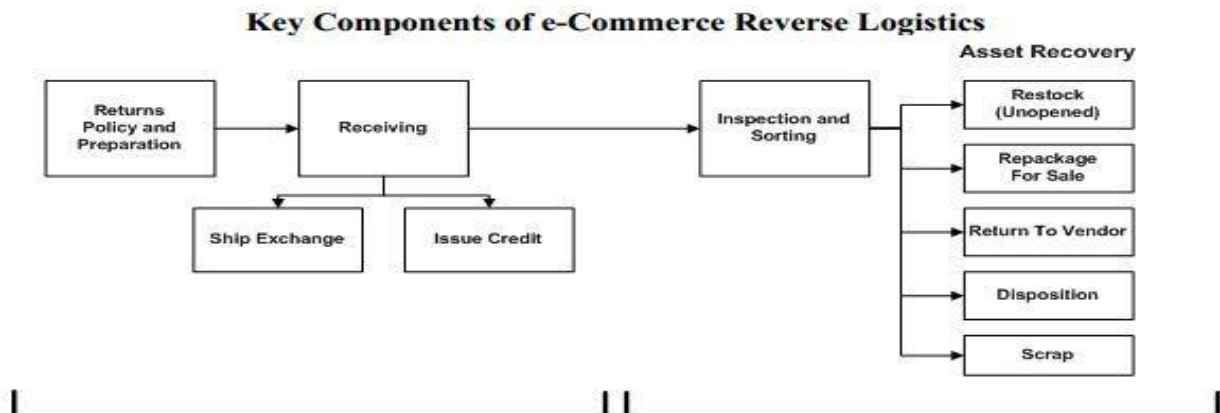 Key Components of e-Commerce Reverse Logistics
Asset Recovery
Returns
Policy and
Preparation
Receiving
Inspection and
Sorting
Restock
(Unopened)
Repackage
For Sale
Ship Exchange
Issue Credit
Return To Vendor
Disposition
Scrap